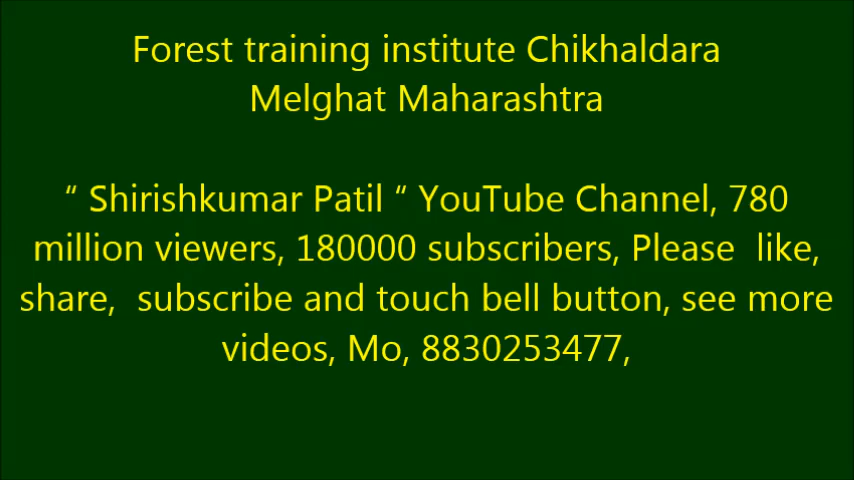 Forest training institute Chikhaldara
Melghat Maharashtra
“ Shirishkumar Patil “ YouTube Channel, 780
million viewers, 180000 subscribers, Please  like,
share,  subscribe and touch bell button, see more
videos, Mo, 8830253477,